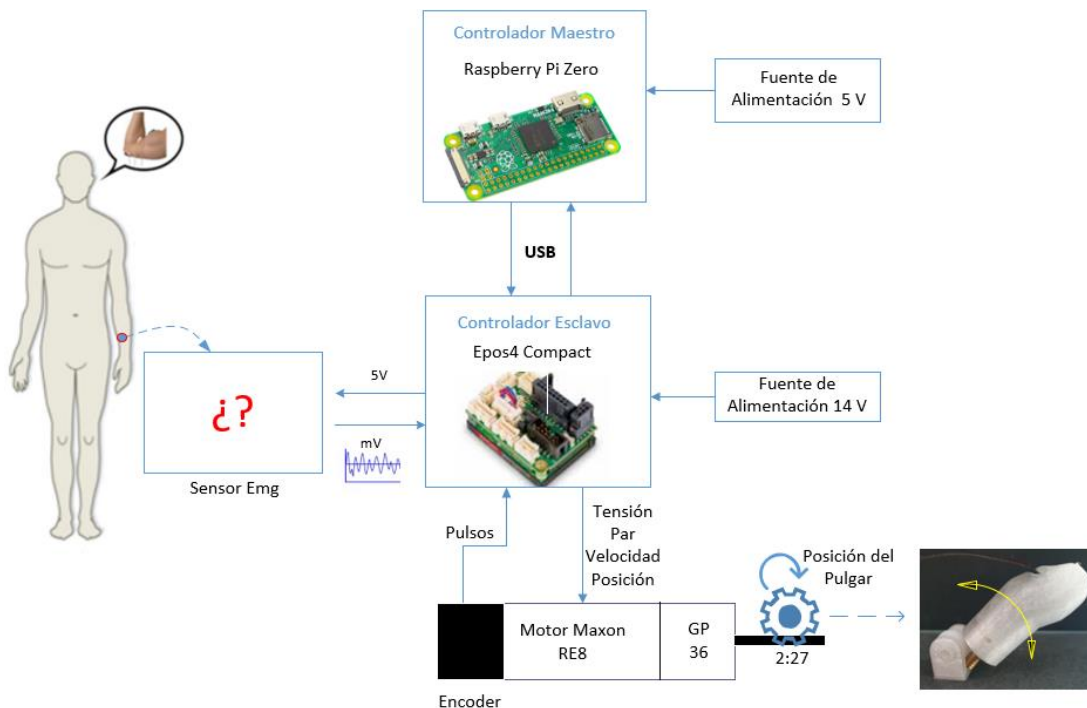 Controlador Maestro
Raspberry Pi Zero
Fuente de
Alimentación 5 V
USB
Controlador Esclavo
Epos4 Compact
Fuente de
Alimentación 14 V
5V
¿?
mV
Sensor Emg
Pulsos
Tensión
Par
Velocidad
Posición
Posición del
Pulgar
Motor Maxon
RE8
GP
36
2:27
Encoder